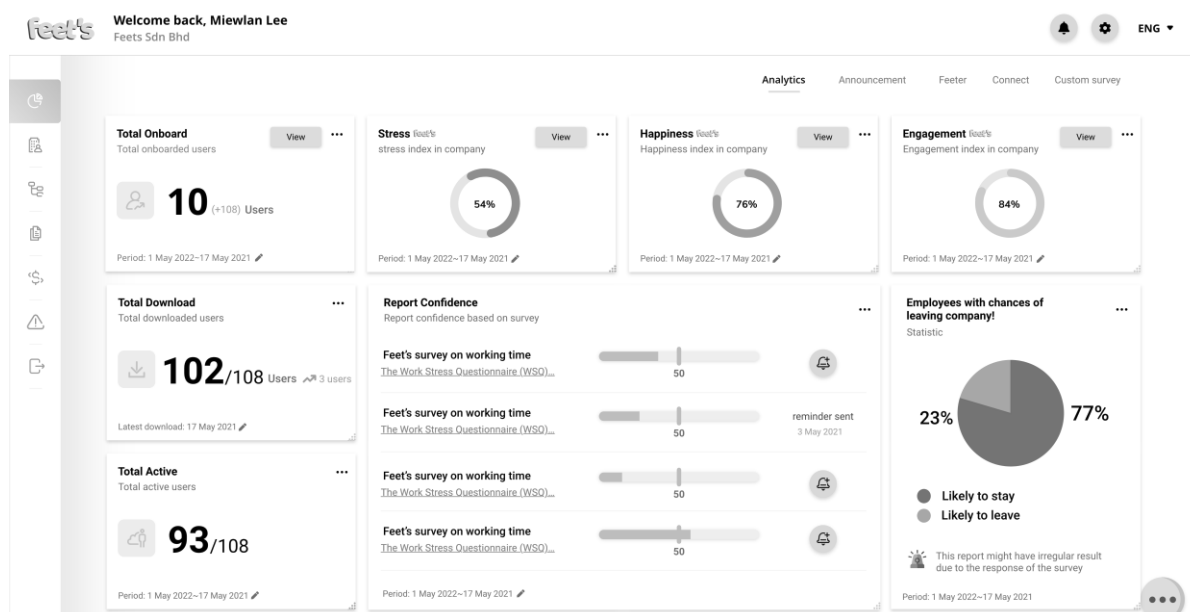 feet's
Welcome back, Miewlan Lee
Feets Sdn Bhd
ENG
Analytics
Announcement
Feeter
Connect
Custom survey
Total Onboard
Total onboarded users
View
10 (+108) Users
Period: 1 May 2022~17 May 2021
Stress feet's
stress index in company
View
54%
Period: 1 May 2022~17 May 2021
Happiness feet's
Happiness index in company
View
76%
Period: 1 May 2022~17 May 2021
Engagement feet's
Engagement index in company
View
84%
Period: 1 May 2022~17 May 2021
Total Download
Total downloaded users
102/108 Users 3 users
Latest download: 17 May 2021
Total Active
Total active users
93/108
Period: 1 May 2022~17 May 2021
Report Confidence
Report confidence based on survey
Feet's survey on working time
The Work Stress Questionnaire (WSQ)...
50
Feet's survey on working time
The Work Stress Questionnaire (WSQ)...
50
reminder sent
3 May 2021
Feet's survey on working time
The Work Stress Questionnaire (WSQ)...
50
Feet's survey on working time
The Work Stress Questionnaire (WSQ)...
50
Period: 1 May 2022~17 May 2021
Employees with chances of
leaving company!
Statistic
23%
77%
Likely to stay
Likely to leave
This report might have irregular result
due to the response of the survey
Period: 1 May 2022~17 May 2021